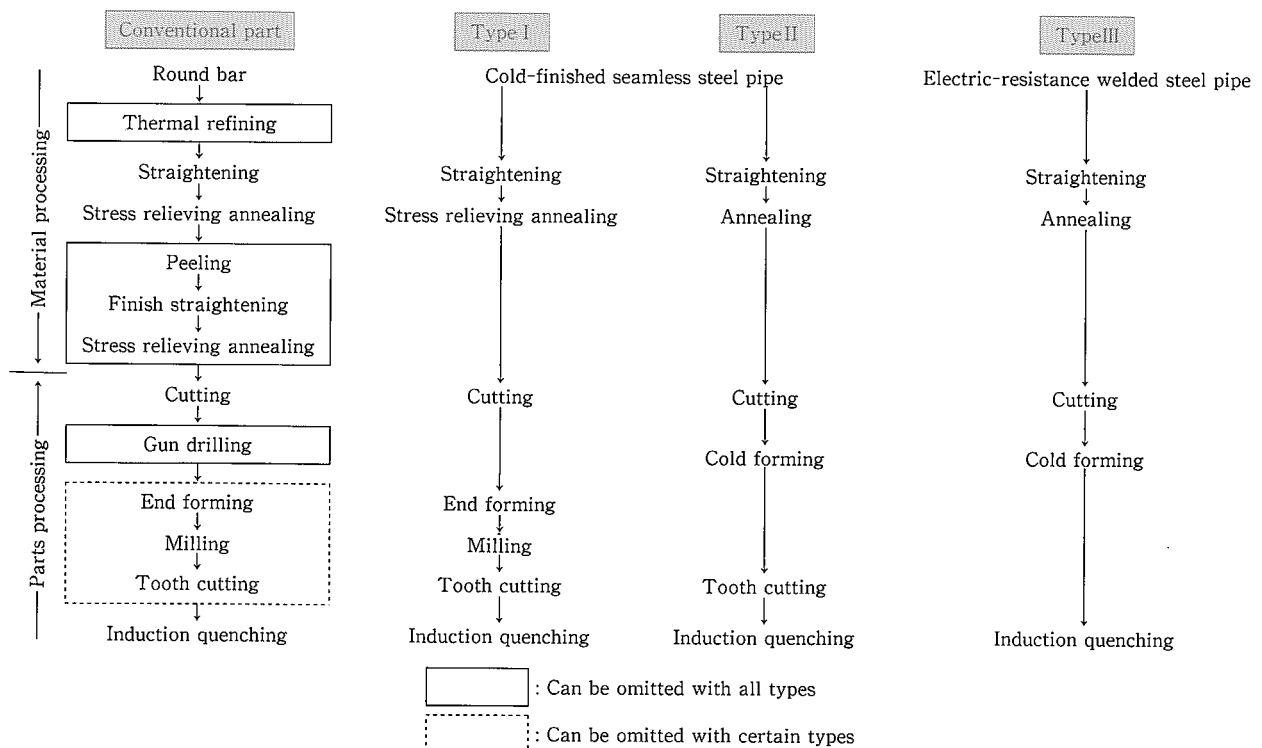 Conventional part
Type I
Type II
Type III
Round bar
Cold-finished seamless steel pipe
Electric-resistance welded steel pipe
Thermal refining
Straightening
Straightening
Straightening
Straightening
Stress relieving annealing
Stress relieving annealing
Annealing
Annealing
Material processing
Peeling
Finish straightening
Stress relieving annealing
Cutting
Cutting
Cutting
Cutting
Parts processing
Gun drilling
Cold forming
Cold forming
End forming
End forming
Milling
Milling
Tooth cutting
Tooth cutting
Tooth cutting
Induction quenching
Induction quenching
Induction quenching
Induction quenching
: Can be omitted with all types
: Can be omitted with certain types